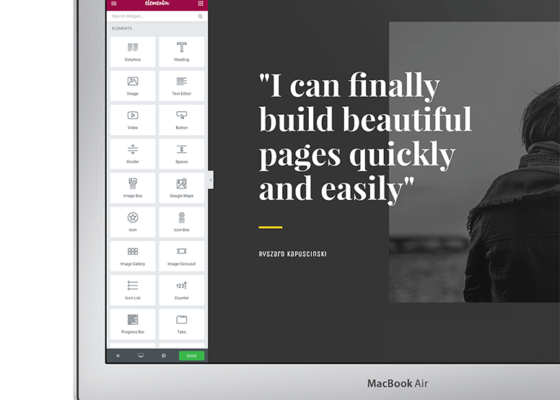 elementor
Search Widget...
ELEMENTS
Columns
Heading
Image
Text Editor
Video
Button
Divider
Spacer
Image Box
Google Maps
Icon
Icon Box
Image Gallery
Image Carousel
Icon List
Counter
Progress Bar
Tabs
SAVE
"I can finally
build beautiful
pages quickly
and easily"
Ryszard Kapuscinski
MacBook Air